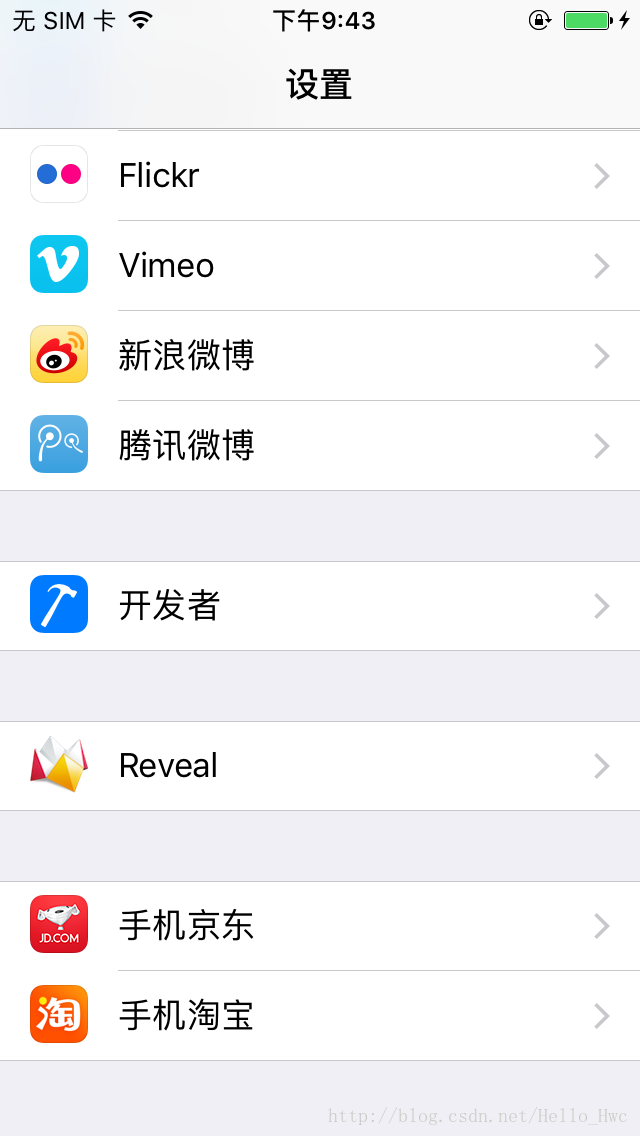 无 SIM 卡 下午9:43
设置
Flickr
Vimeo
新浪微博
腾讯微博
开发者
Reveal
JD.COM
手机京东
淘
手机淘宝
http://blog.csdn.net/Hello_Hwc